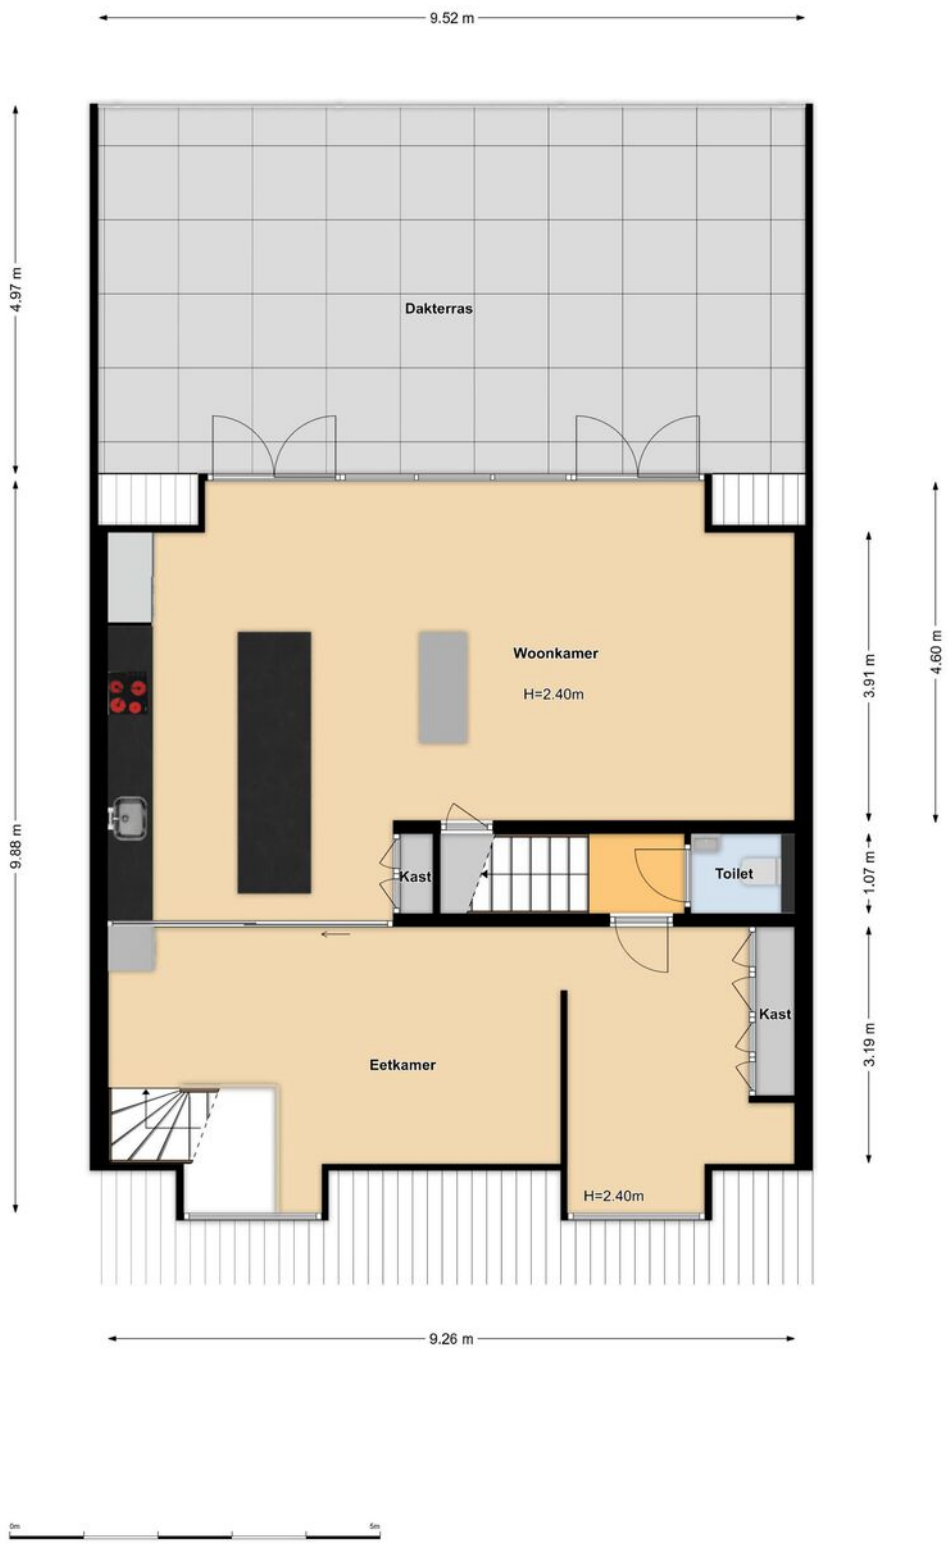 9.52 m
4.97 m
Dakterras
Woonkamer
H=2.40m
3.91 m
4.60 m
9.88 m
Kast
Toilet
1.07 m
Kast
3.19 m
Eetkamer
H=2.40m
9.26 m
0m
5m